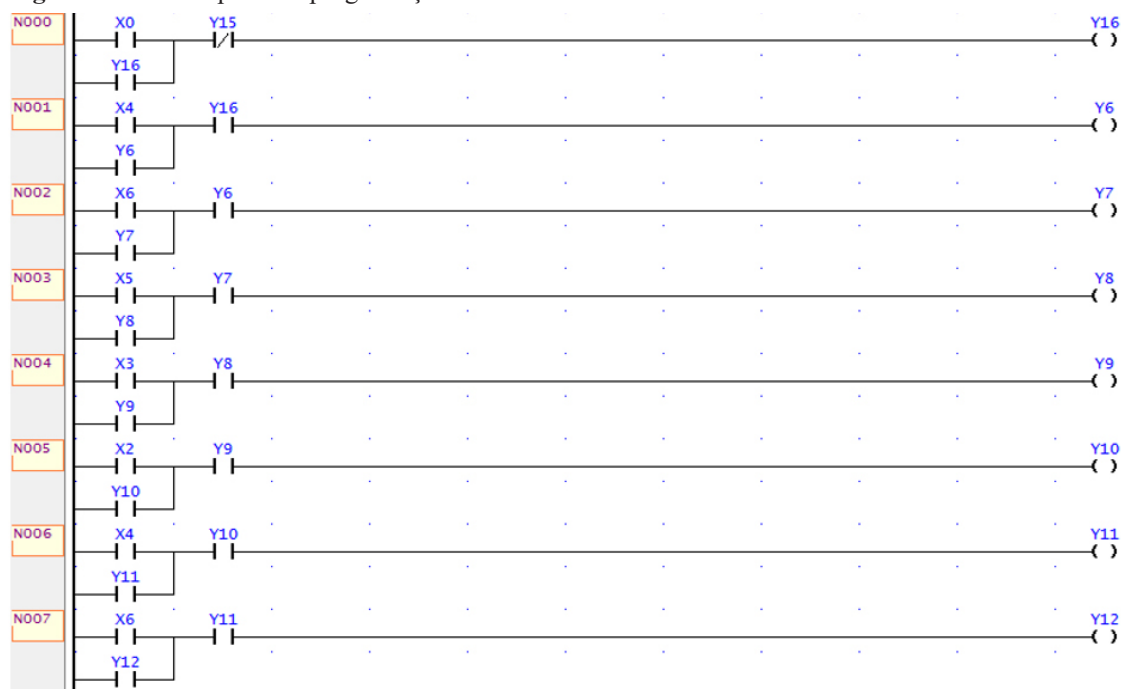 N000 X0 Y15 Y16
Y16
N001 X4 Y16 Y6
Y6
N002 X6 Y6 Y7
Y7
N003 X5 Y7 Y8
Y8
N004 X3 Y8 Y9
Y9
N005 X2 Y9 Y10
Y10
N006 X4 Y10 Y11
Y11
N007 X6 Y11 Y12
Y12